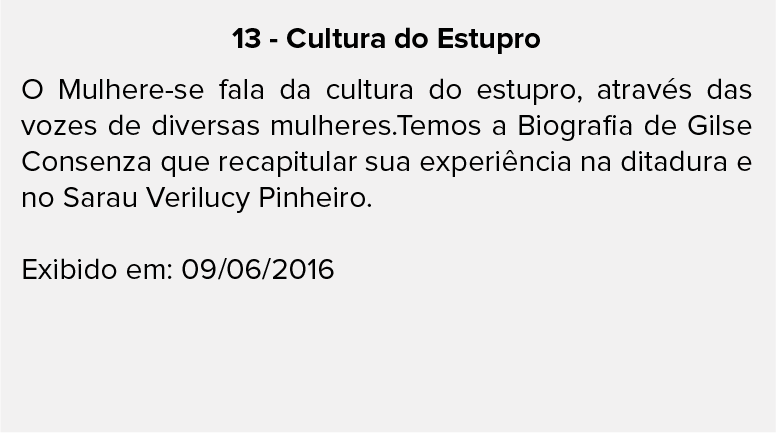 13 - Cultura do Estupro
O Mulhere-se fala da cultura do estupro, através das
vozes de diversas mulheres.Temos a Biografia de Gilse
Consenza que recapitular sua experiência na ditadura e
no Sarau Verilucy Pinheiro.
Exibido em: 09/06/2016